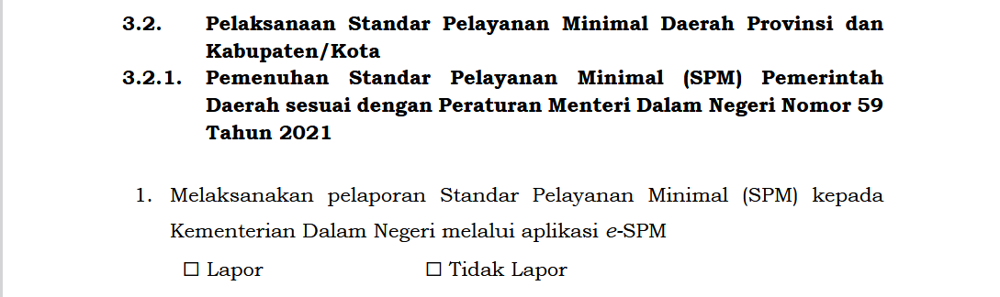 3.2. Pelaksanaan Standar Pelayanan Minimal Daerah Provinsi dan
Kabupaten/Kota
3.2.1. Pemenuhan Standar Pelayanan Minimal (SPM) Pemerintah
Daerah sesuai dengan Peraturan Menteri Dalam Negeri Nomor 59
Tahun 2021
1. Melaksanakan pelaporan Standar Pelayanan Minimal (SPM) kepada
Kementerian Dalam Negeri melalui aplikasi e-SPM
☐ Lapor ☐ Tidak Lapor